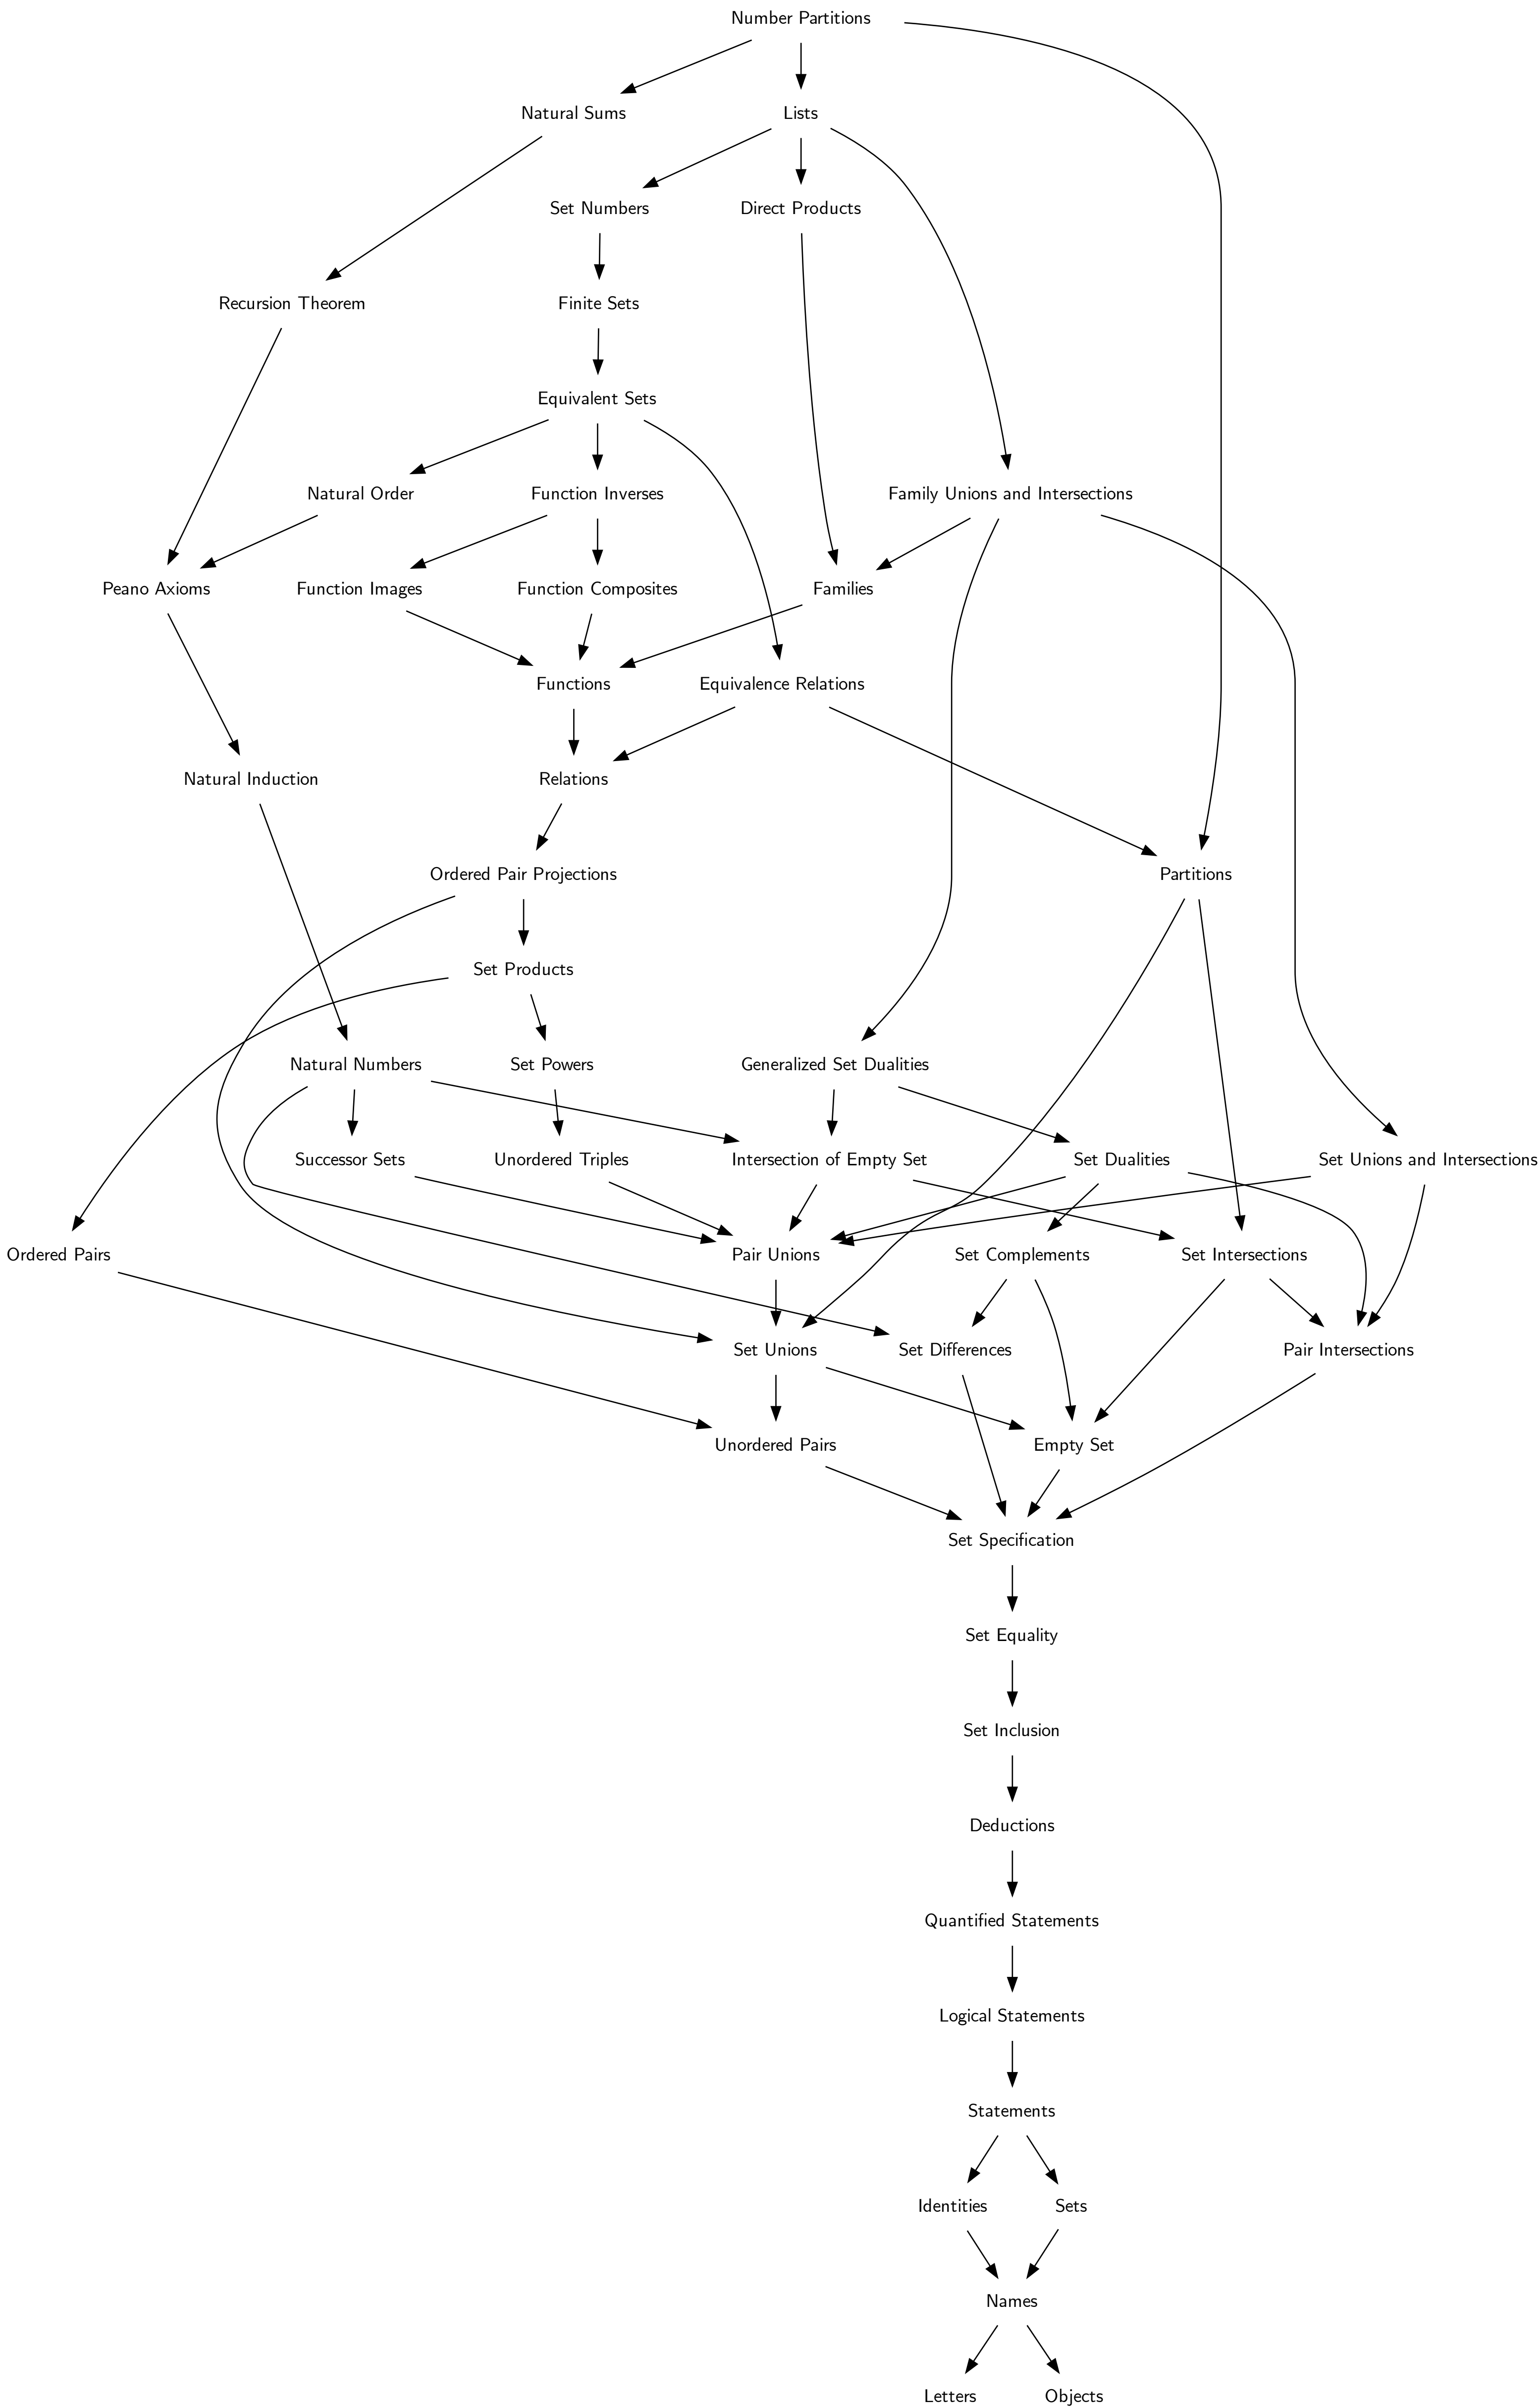 Number Partitions
Natural Sums
Lists
Set Numbers
Direct Products
Recursion Theorem
Finite Sets
Equivalent Sets
Natural Order
Function Inverses
Family Unions and Intersections
Peano Axioms
Function Images
Function Composites
Families
Functions
Equivalence Relations
Natural Induction
Relations
Ordered Pair Projections
Partitions
Set Products
Natural Numbers
Set Powers
Generalized Set Dualities
Successor Sets
Unordered Triples
Intersection of Empty Set
Set Dualities
Set Unions and Intersections
Ordered Pairs
Pair Unions
Set Complements
Set Intersections
Set Unions
Set Differences
Pair Intersections
Unordered Pairs
Empty Set
Set Specification
Set Equality
Set Inclusion
Deductions
Quantified Statements
Logical Statements
Statements
Identities
Sets
Names
Letters
Objects